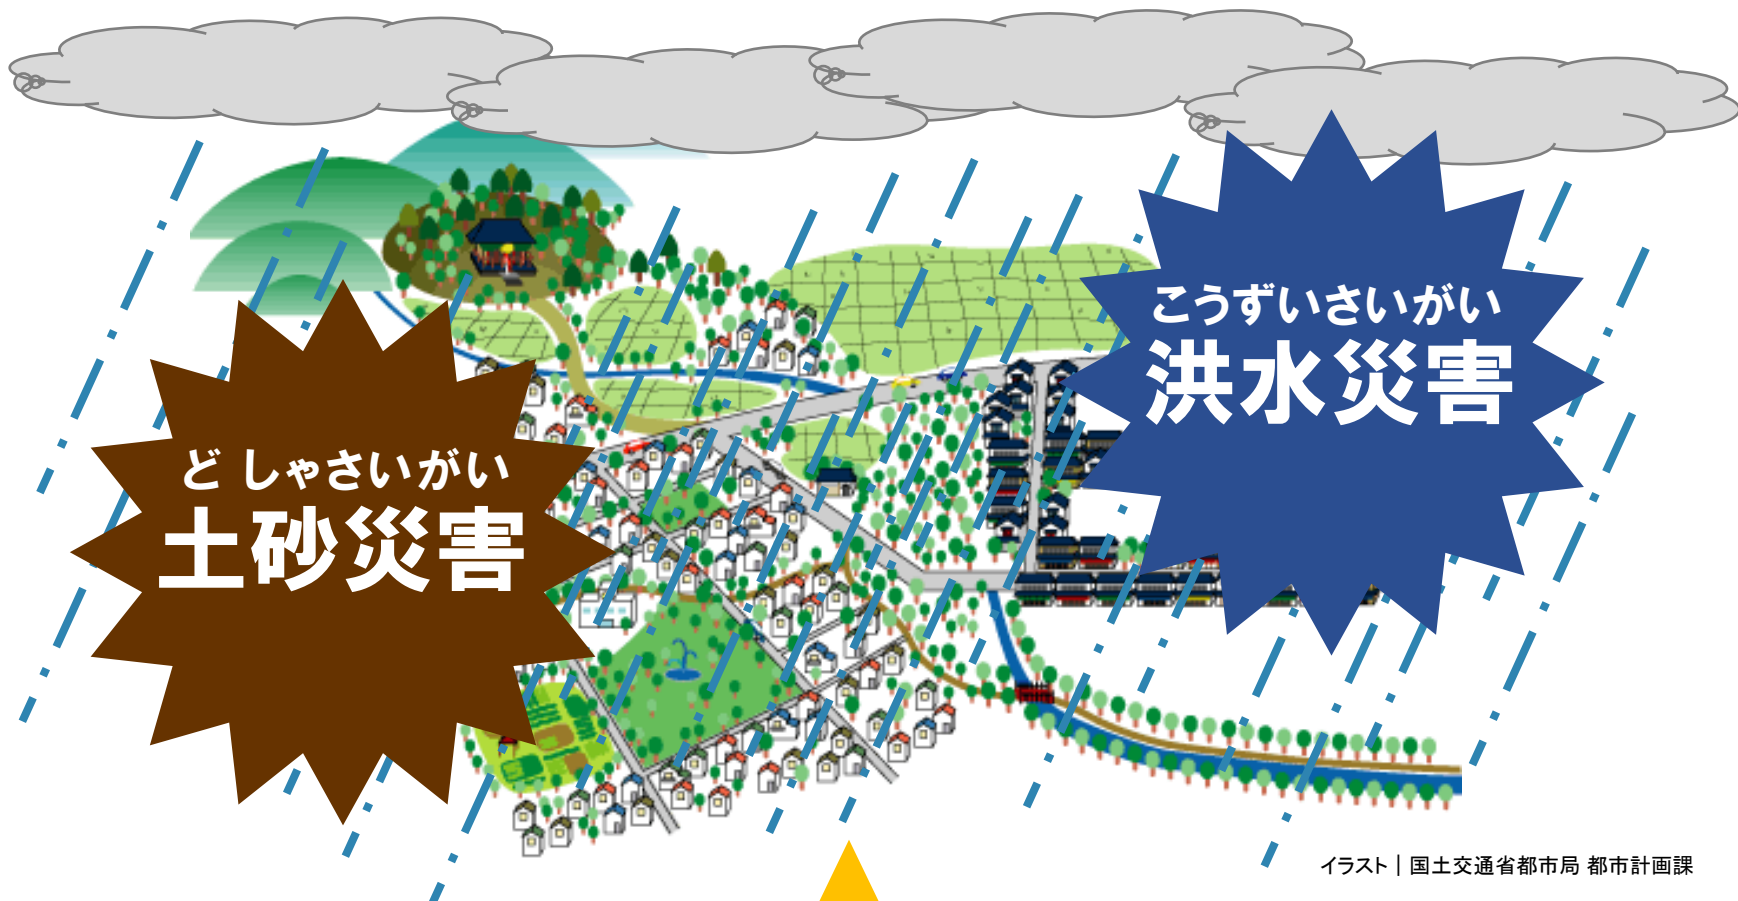 こうずいさいがい
洪水災害
ど しゃさいがい
土砂災害
イラスト｜国土交通省都市局 都市計画課